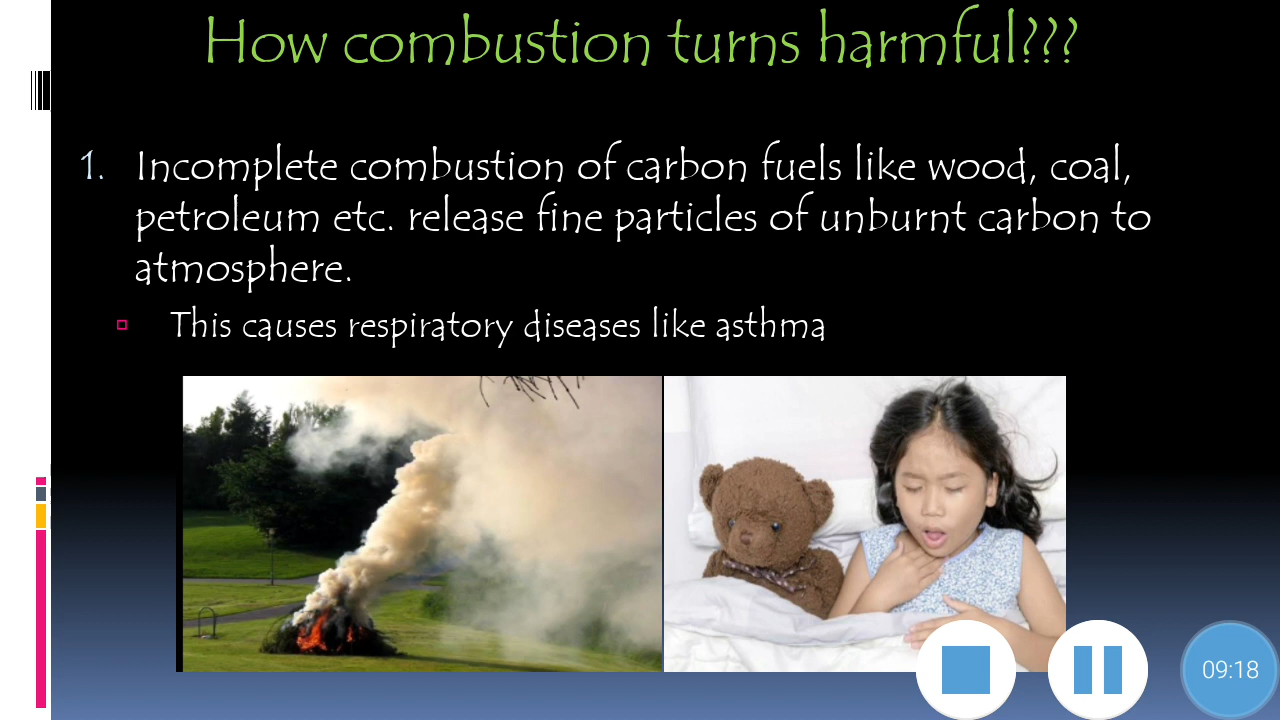 How combustion turns harmful???
1. Incomplete combustion of carbon fuels like wood, coal,
petroleum etc. release fine particles of unburnt carbon to
atmosphere.
This causes respiratory diseases like asthma
09:18